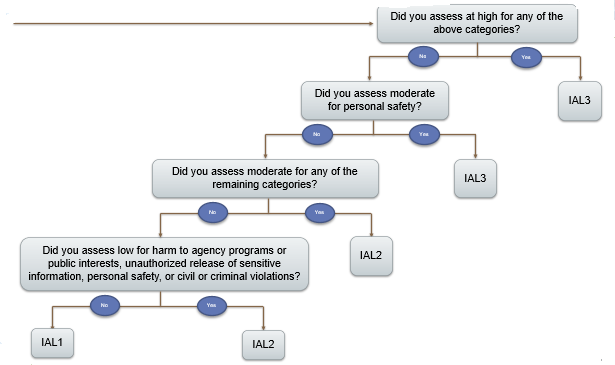 Did you assess at high for any of the
above categories?
No
Yes
IAL3
Did you assess moderate
for personal safety?
No
Yes
IAL3
Did you assess moderate for any of the
remaining categories?
No
Yes
IAL2
Did you assess low for harm to agency programs or
public interests, unauthorized release of sensitive
information, personal safety, or civil or criminal violations?
No
Yes
IAL1
IAL2